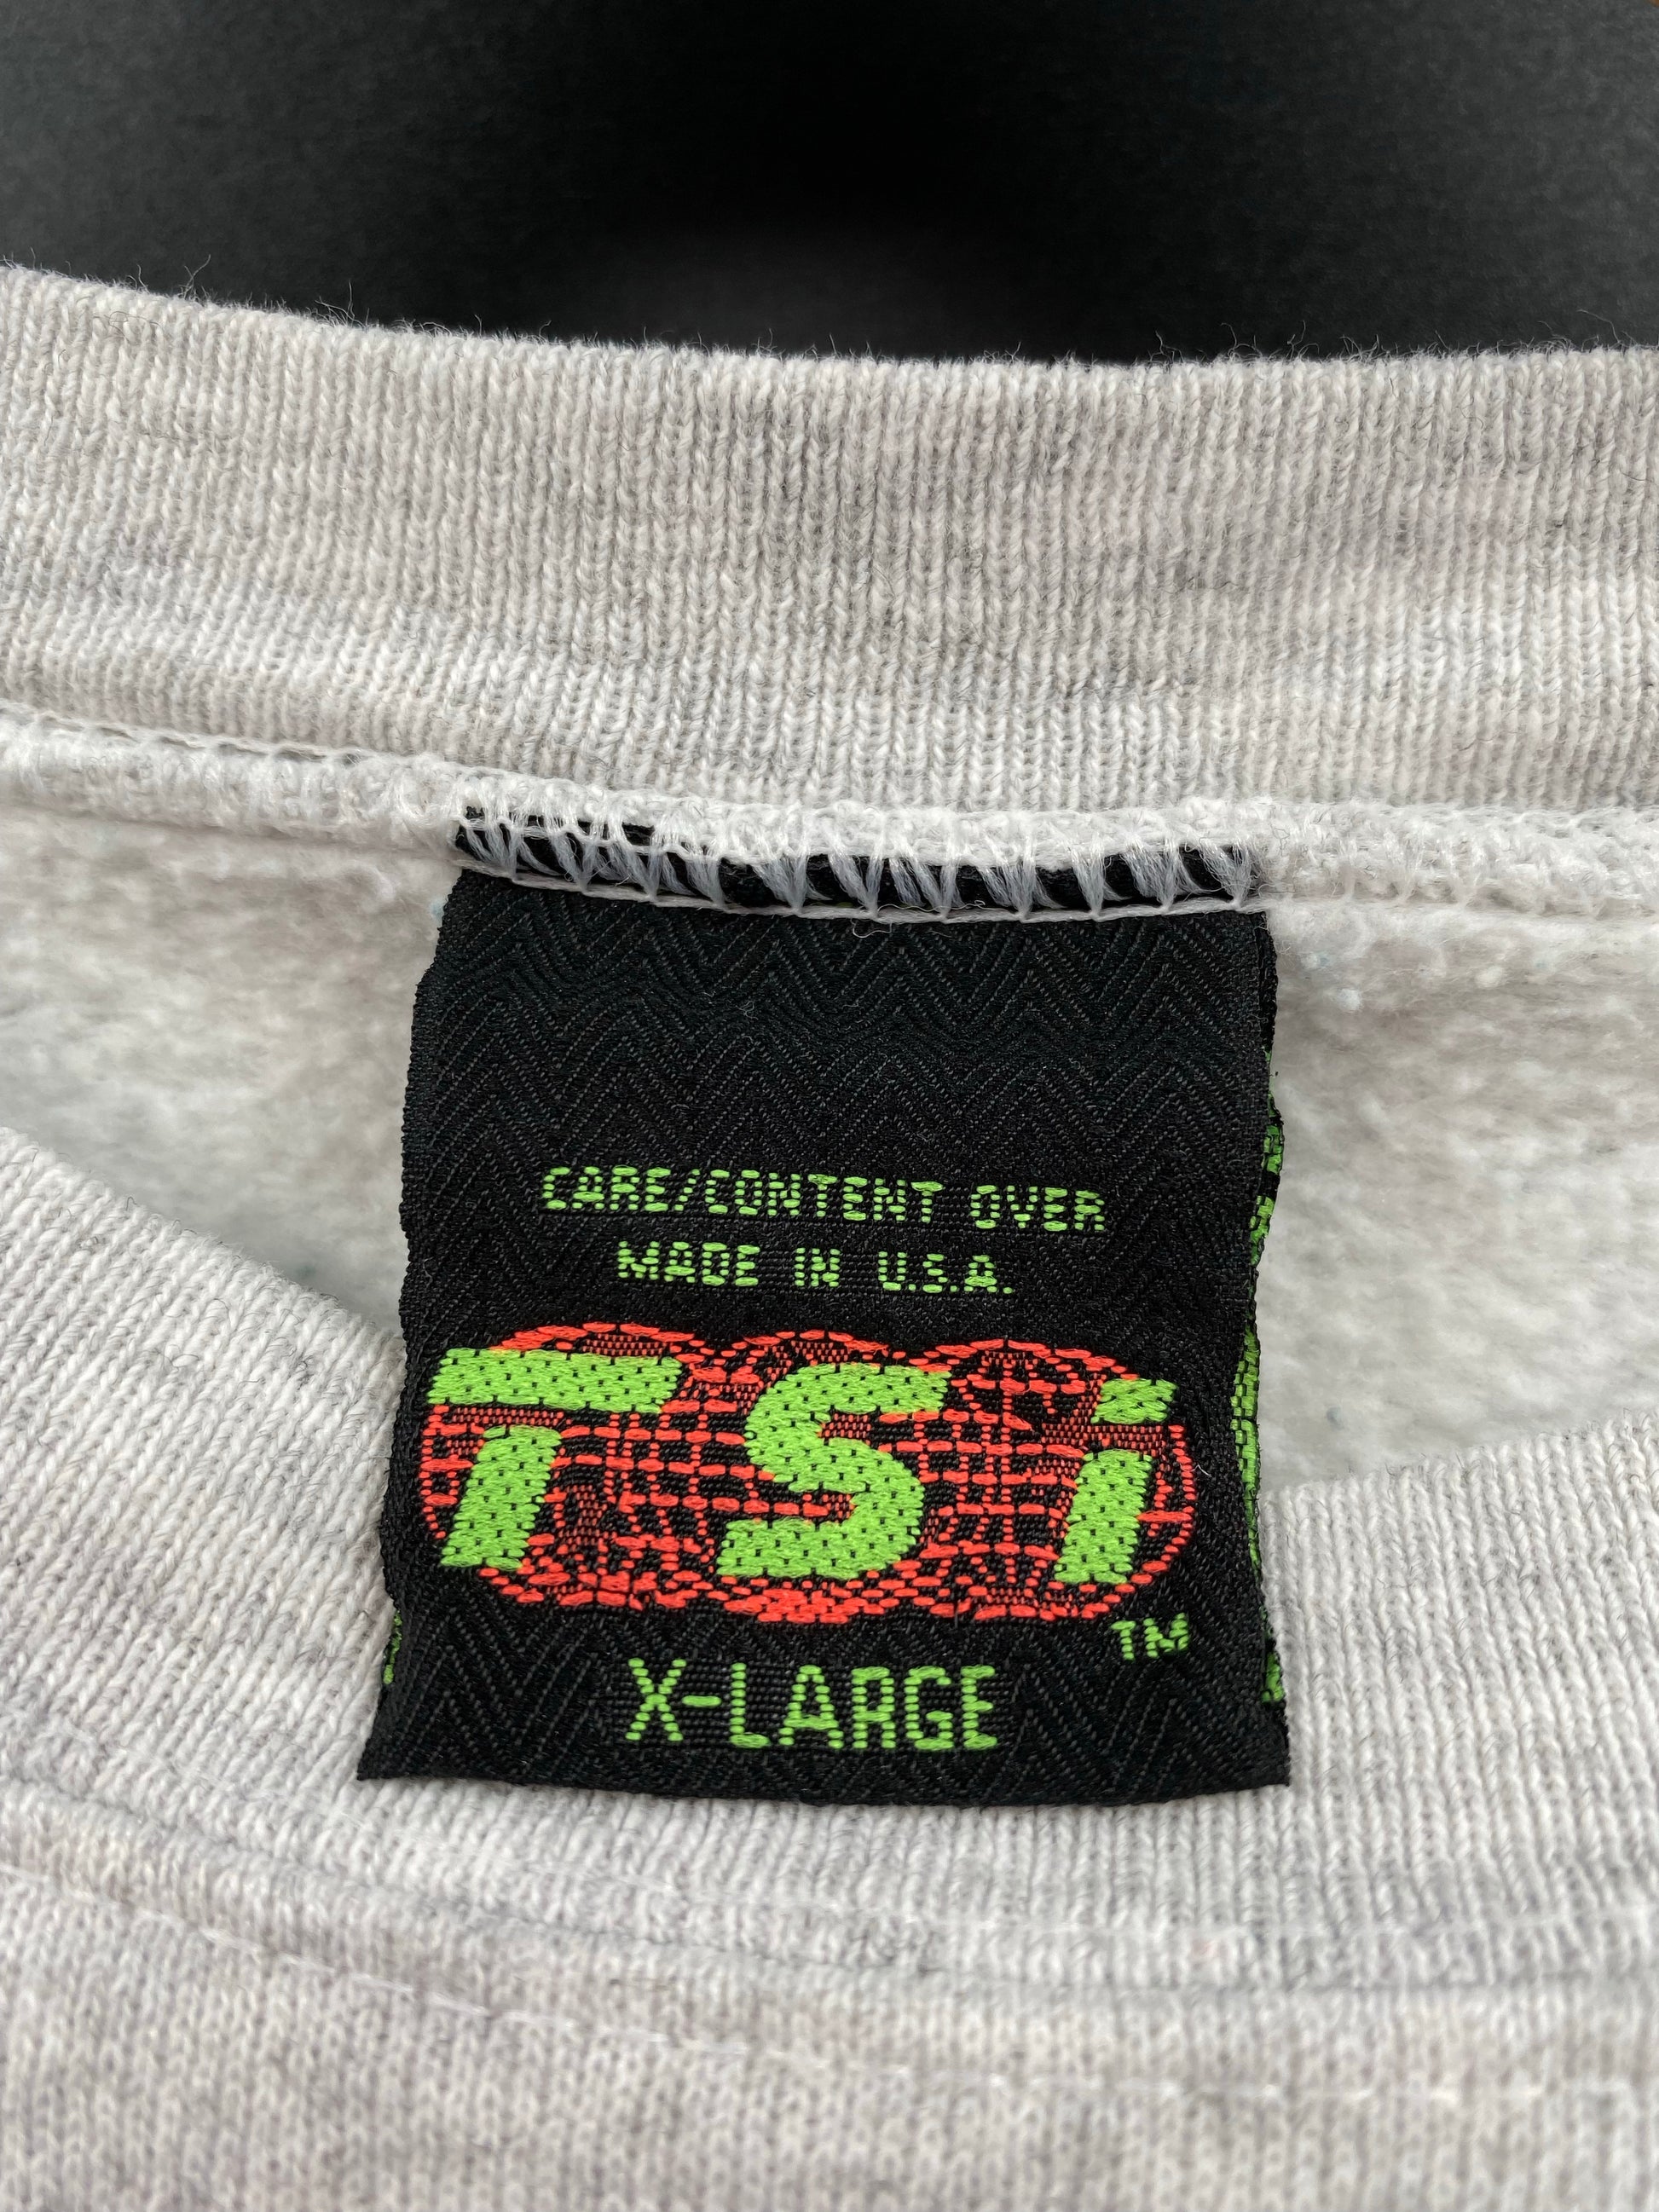 CARE/CONTENT OVER
MADE IN U.S.A.
TSi
TM
X-LARGE